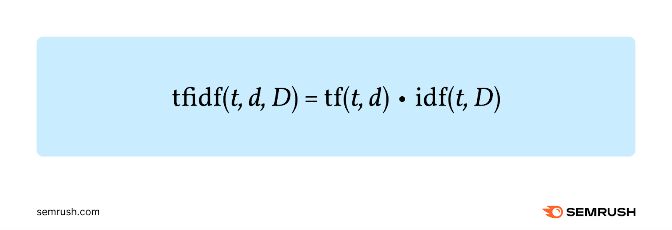 tfidf(t, d, D) = tf(t, d) • idf(t, D)
semrush.com
SEMRUSH